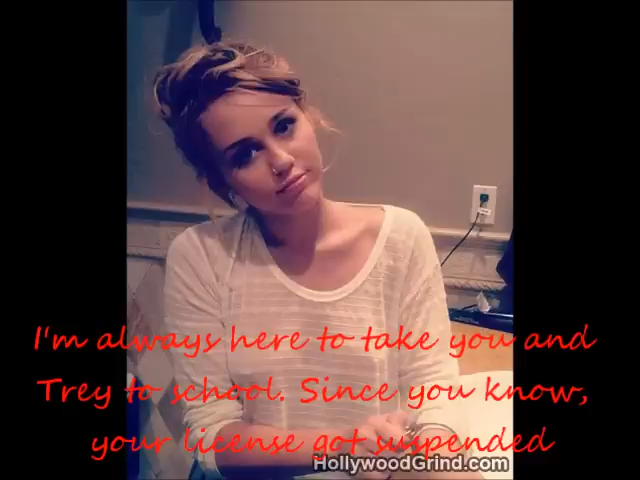 I'm always here to take you and
Trey to school. Since you know,
your license got suspended
HollywoodGrind.com